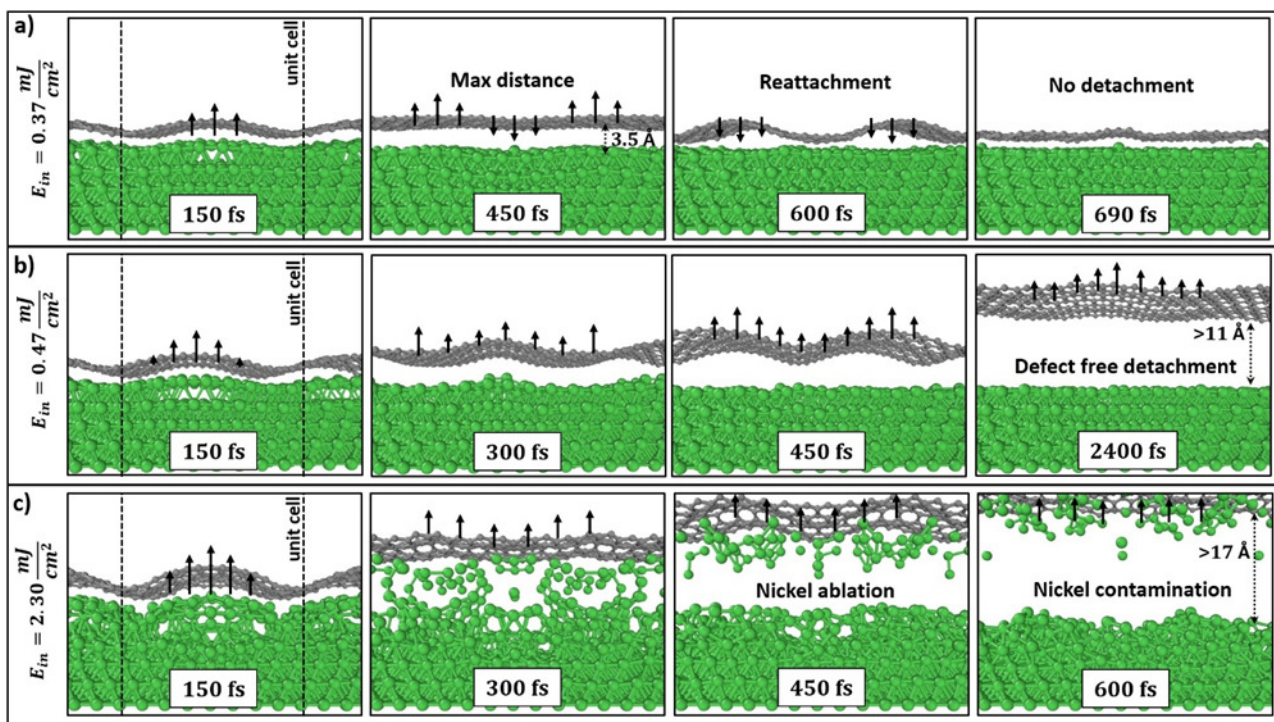 a)
E_in = 0.37 mJ/cm²
unit cell
150 fs
Max distance
3.5 Å
450 fs
Reattachment
600 fs
No detachment
690 fs
b)
E_in = 0.47 mJ/cm²
unit cell
150 fs
300 fs
450 fs
>11 Å
Defect free detachment
2400 fs
c)
E_in = 2.30 mJ/cm²
unit cell
150 fs
300 fs
Nickel ablation
450 fs
>17 Å
Nickel contamination
600 fs